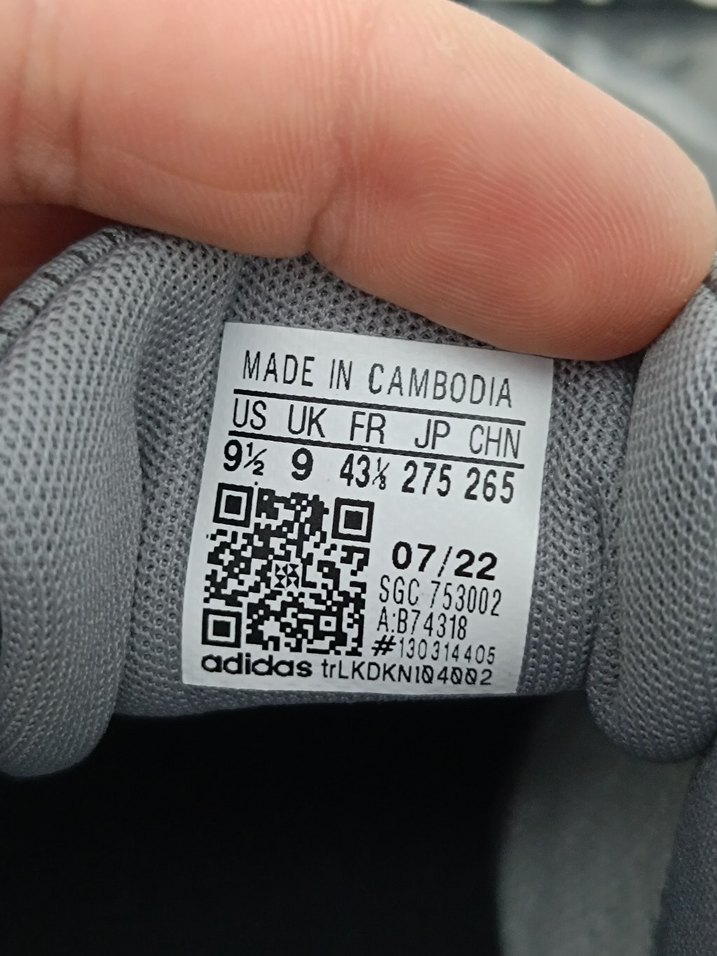 MADE IN CAMBODIA
US UK FR JP CHN
9½ 9 43⅓ 275 265
07/22
SGC 753002
A:B74318
#130314405
adidas trLKDKN104002